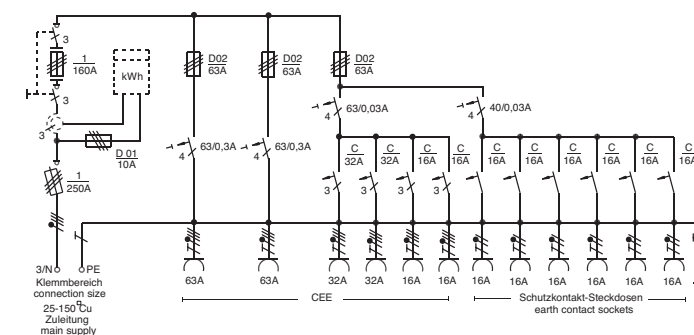 3
1
160A
kWh
3
3
D 01
10A
1
250A
D02
63A
D02
63A
D02
63A
63/0,3A
4
63/0,3A
4
63/0,03A
4
40/0,03A
4
C
32A
C
32A
C
16A
C
16A
C
16A
C
16A
C
16A
C
16A
C
16A
C
16A
3
3
3
3
3/N
PE
63A
63A
32A
32A
16A
16A
16A
16A
16A
16A
16A
16A
Klemmbereich
connection size
25-150 Cu
Zuleitung
main supply
CEE
Schutzkontakt-Steckdosen
earth contact sockets